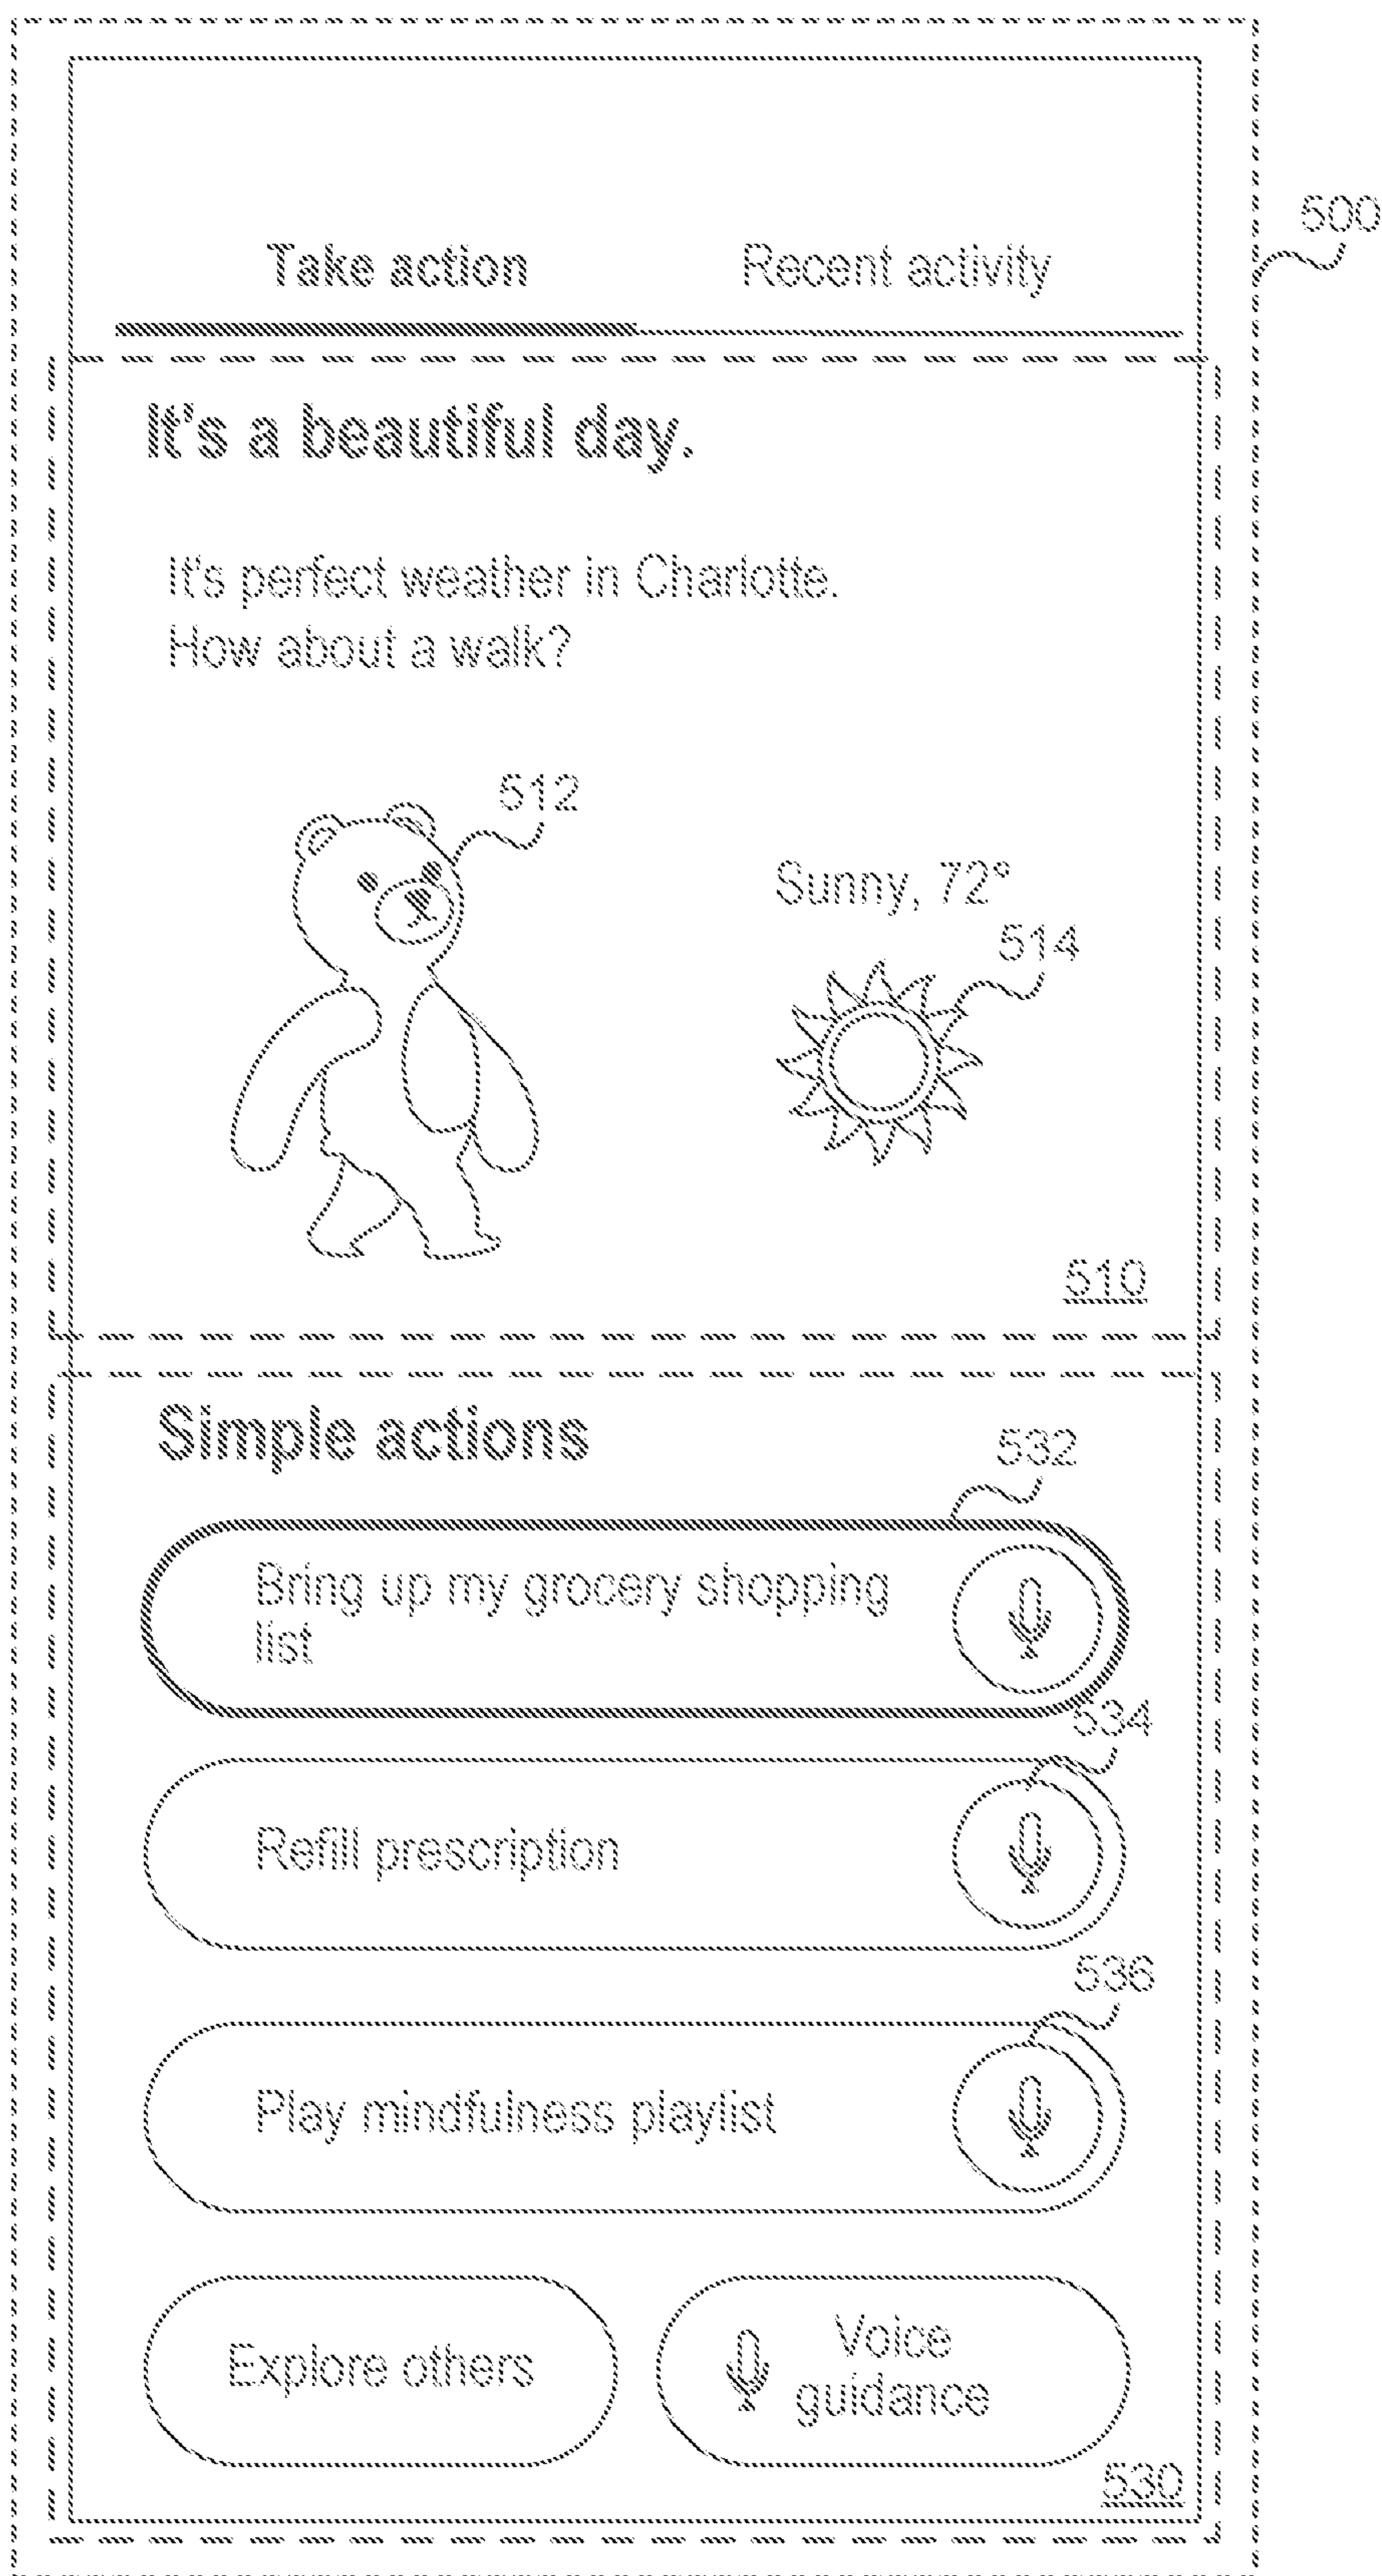 500
Take action Recent activity
It's a beautiful day.
It's perfect weather in Charlotte.
How about a walk?
512
Sunny, 72°
514
510
Simple actions
532
Bring up my grocery shopping
list
534
Refill prescription
536
Play mindfulness playlist
Explore others
Voice
guidance
530